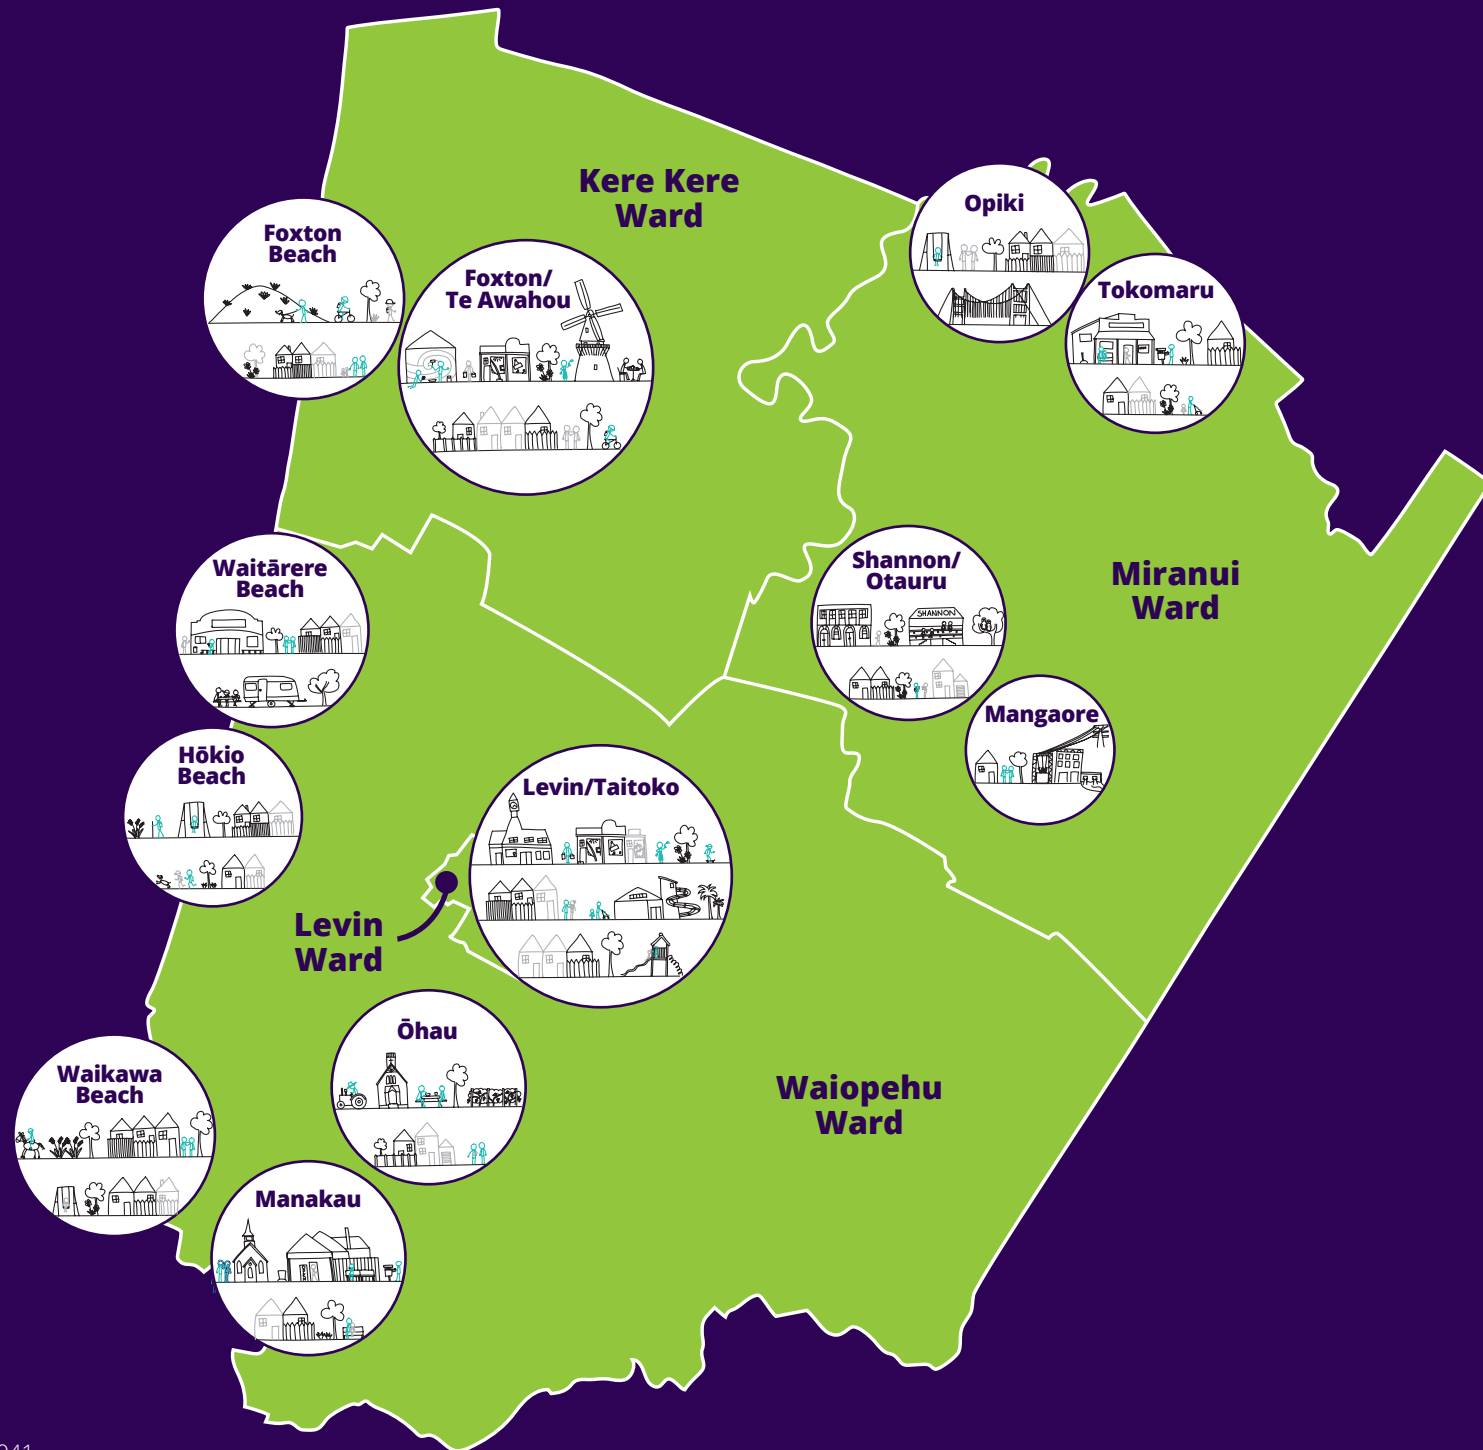 Kere Kere
Ward
Opiki
Foxton
Beach
Foxton/
Te Awahou
Tokomaru
Shannon/
Otauru
SHANNON
Miranui
Ward
Waitārere
Beach
Mangaore
Hōkio
Beach
Levin/Taitoko
Levin
Ward
Ōhau
Waikawa
Beach
Waiopehu
Ward
Manakau